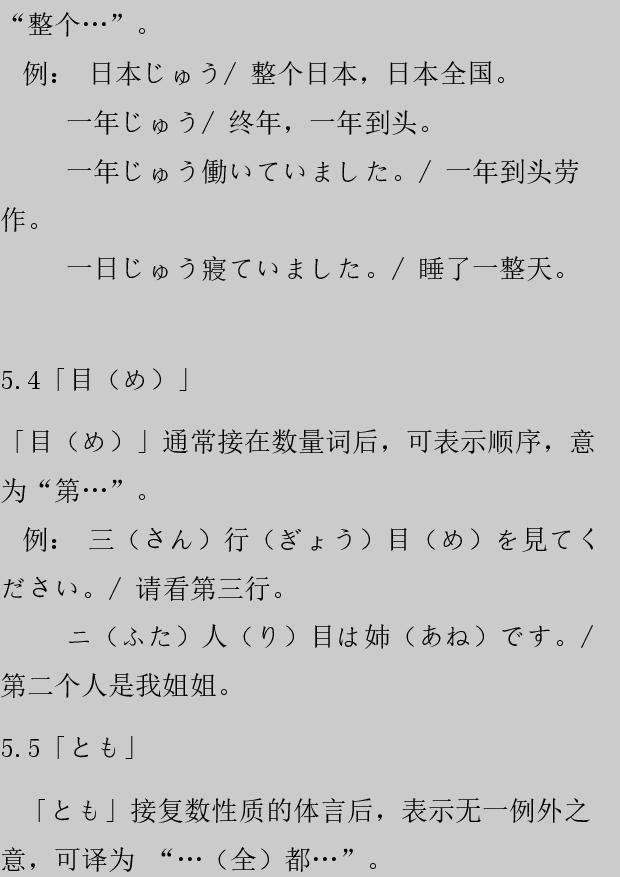 “整个…”。
例： 日本じゅう/ 整个日本，日本全国。
一年じゅう/ 终年，一年到头。
一年じゅう働いていました。/ 一年到头劳
作。
一日じゅう寝ていました。/ 睡了一整天。
5.4「目（め）」
「目（め）」通常接在数量词后，可表示顺序，意
为“第…”。
例： 三（さん）行（ぎょう）目（め）を見てく
ださい。/ 请看第三行。
ニ（ふた）人（り）目は姉（あね）です。/
第二个人是我姐姐。
5.5「とも」
「とも」接复数性质的体言后，表示无一例外之
意，可译为 “…（全）都…”。